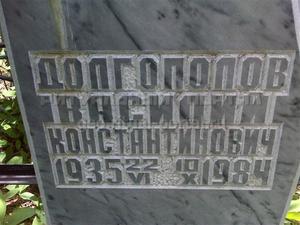 ДОЛГОПОЛОВ
ВАСИЛИЙ
КОНСТАНТИНОВИЧ
1935 22/VI 19/X 1984